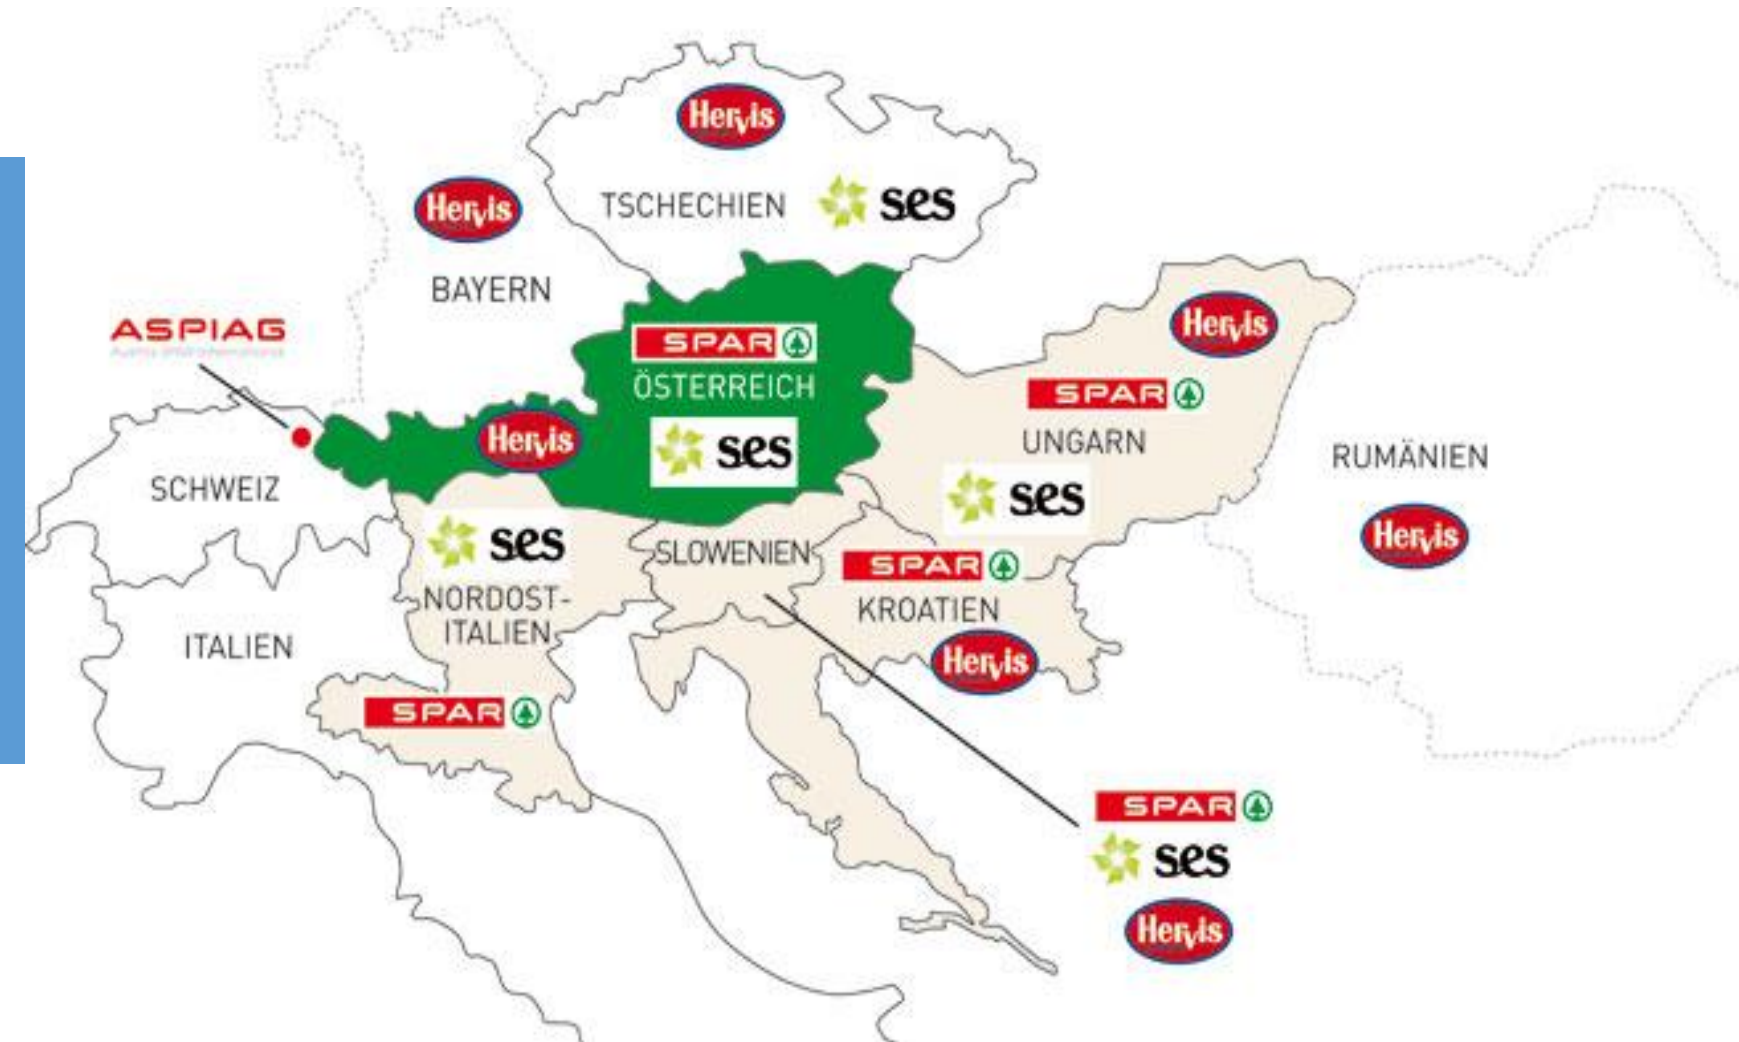 Hervis
TSCHECHIEN
ses
Hervis
BAYERN
ASPIAG
SPAR
ÖSTERREICH
ses
Hervis
Hervis
SPAR
UNGARN
ses
RUMÄNIEN
Hervis
SCHWEIZ
ses
NORDOST-
ITALIEN
SLOWENIEN
SPAR
KROATIEN
Hervis
ITALIEN
SPAR
SPAR
ses
Hervis